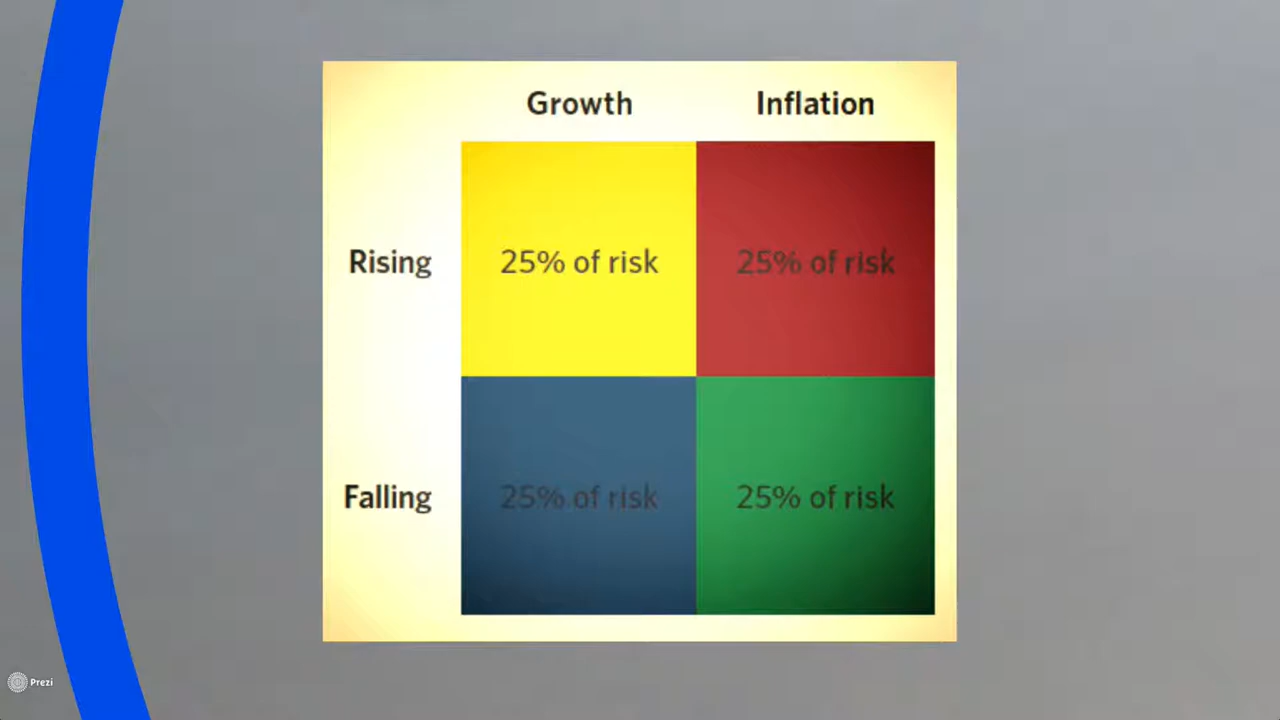 Growth Inflation
Rising 25% of risk 25% of risk
Falling 25% of risk 25% of risk
Prezi